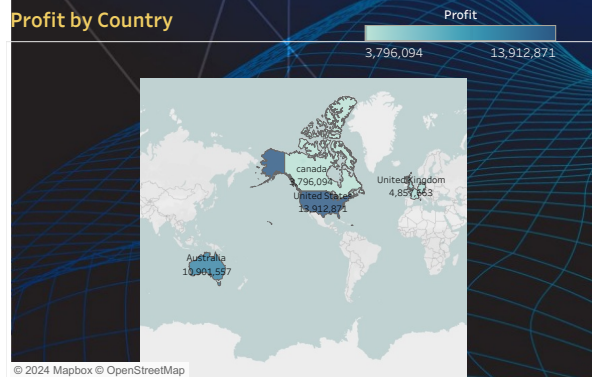 Profit by Country
Profit
3,796,094
13,912,871
canada
3,796,094
United States
13,912,871
United Kingdom
Australia
10,901,557
© 2024 Mapbox © OpenStreetMap